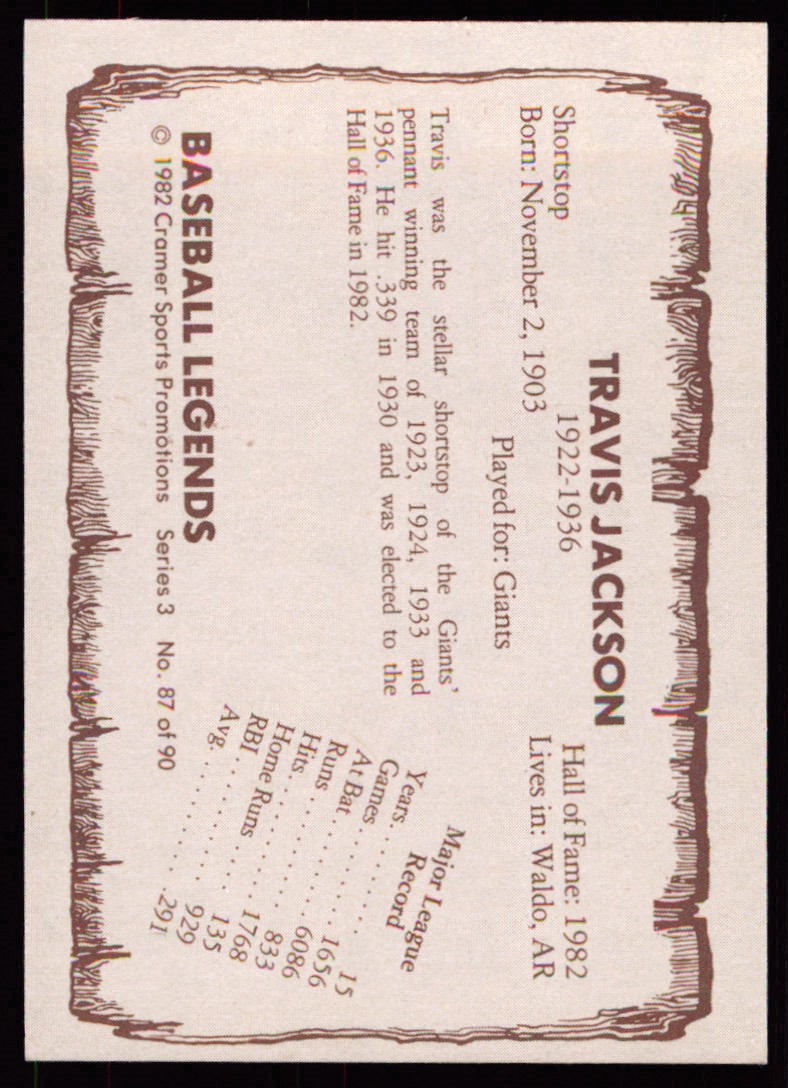 TRAVIS JACKSON
1922-1936
Shortstop
Born: November 2, 1903
Hall of Fame: 1982
Lives in: Waldo, AR
Played for: Giants
Travis was the stellar shortstop of the Giants'
pennant winning team of 1923, 1924, 1933 and
1936. He hit .339 in 1930 and was elected to the
Hall of Fame in 1982.
Major League
Record
Years. . . . . . . . . . 15
Games . . . . . . . . 1656
At Bat . . . . . . . . 6086
Runs . . . . . . . . . 833
Hits. . . . . . . . . . 1768
Home Runs . . . . 135
RBI . . . . . . . . . . 929
Avg. . . . . . . . . . .291
BASEBALL LEGENDS
© 1982 Cramer Sports Promotions Series 3 No. 87 of 90